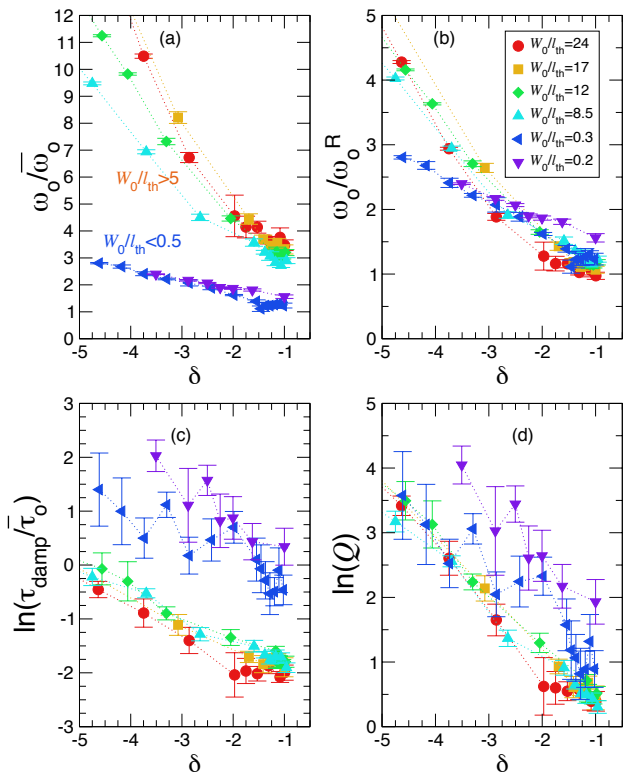 ω₀/ω̄₀
12
11
10
9
8
7
6
5
4
3
2
1
0
(a)
W₀/lₜₕ>5
W₀/lₜₕ<0.5
-5 -4 -3 -2 -1
δ
ω₀/ω₀ᴿ
5
4
3
2
1
0
(b)
W₀/lₜₕ=24
W₀/lₜₕ=17
W₀/lₜₕ=12
W₀/lₜₕ=8.5
W₀/lₜₕ=0.3
W₀/lₜₕ=0.2
-5 -4 -3 -2 -1
δ
ln(τ_damp/τ̄₀)
3
2
1
0
-1
-2
-3
(c)
-5 -4 -3 -2 -1
δ
ln(Q)
5
4
3
2
1
0
(d)
-5 -4 -3 -2 -1
δ